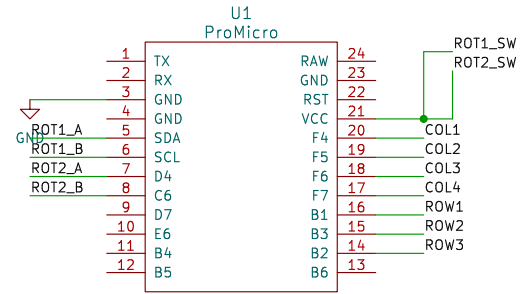 U1
ProMicro
1 TX RAW 24 ROT1_SW
2 RX GND 23 ROT2_SW
3 GND RST 22
GND 4 GND VCC 21
ROT1_A 5 SDA F4 20 COL1
ROT1_B 6 SCL F5 19 COL2
ROT2_A 7 D4 F6 18 COL3
ROT2_B 8 C6 F7 17 COL4
9 D7 B1 16 ROW1
10 E6 B3 15 ROW2
11 B4 B2 14 ROW3
12 B5 B6 13